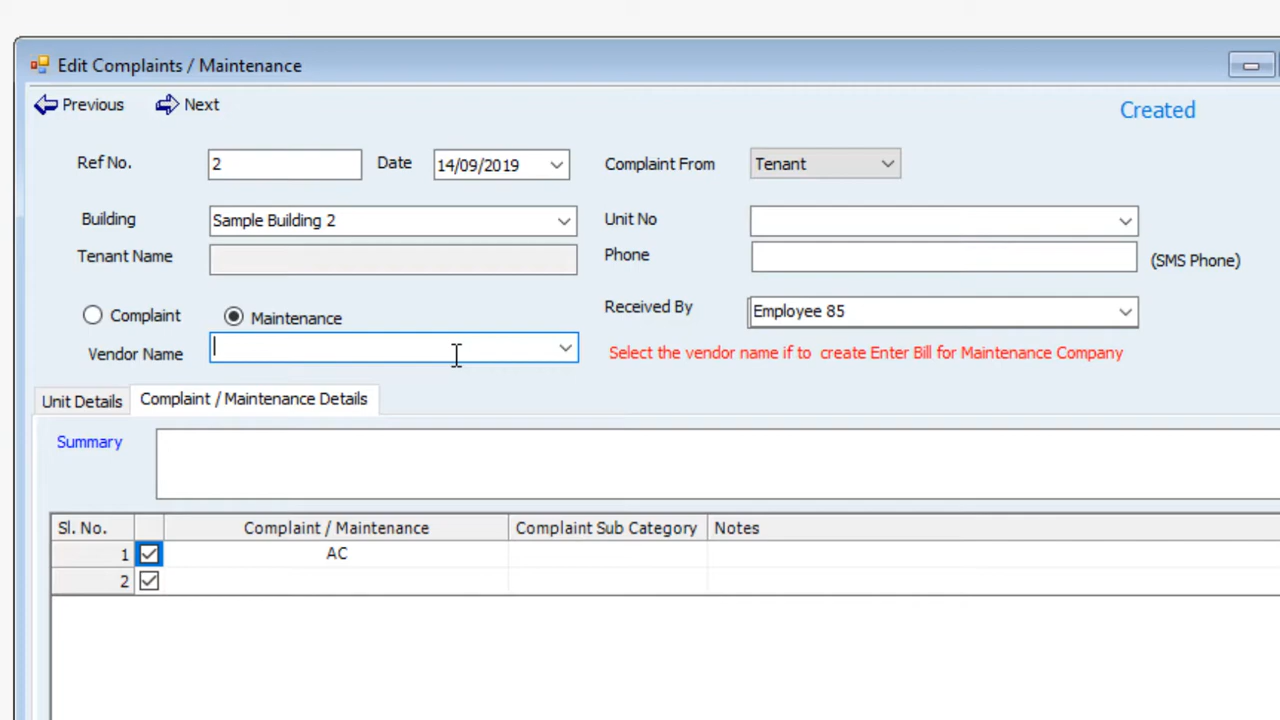 Edit Complaints / Maintenance
Previous Next
Created
Ref No. 2 Date 14/09/2019 Complaint From Tenant
Building Sample Building 2 Unit No
Tenant Name Phone (SMS Phone)
Complaint Maintenance Received By Employee 85
Vendor Name Select the vendor name if to create Enter Bill for Maintenance Company
Unit Details Complaint / Maintenance Details
Summary
Sl. No. Complaint / Maintenance Complaint Sub Category Notes
1 AC
2